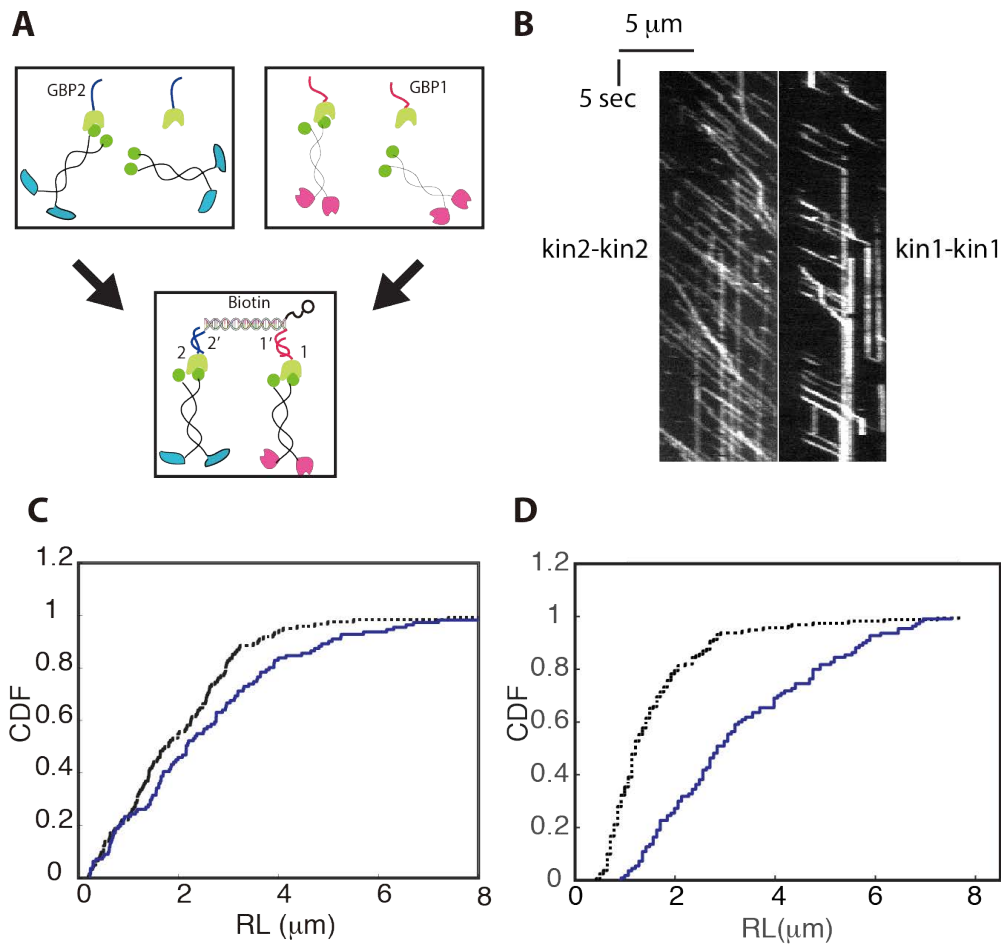 A
GBP2
GBP1
Biotin
2 2' 1' 1
B
5 μm
5 sec
kin2-kin2
kin1-kin1
C
1.2
1
0.8
0.6
0.4
0.2
0
CDF
0 2 4 6 8
RL (μm)
D
1.2
1
0.8
0.6
0.4
0.2
0
CDF
0 2 4 6 8
RL(μm)